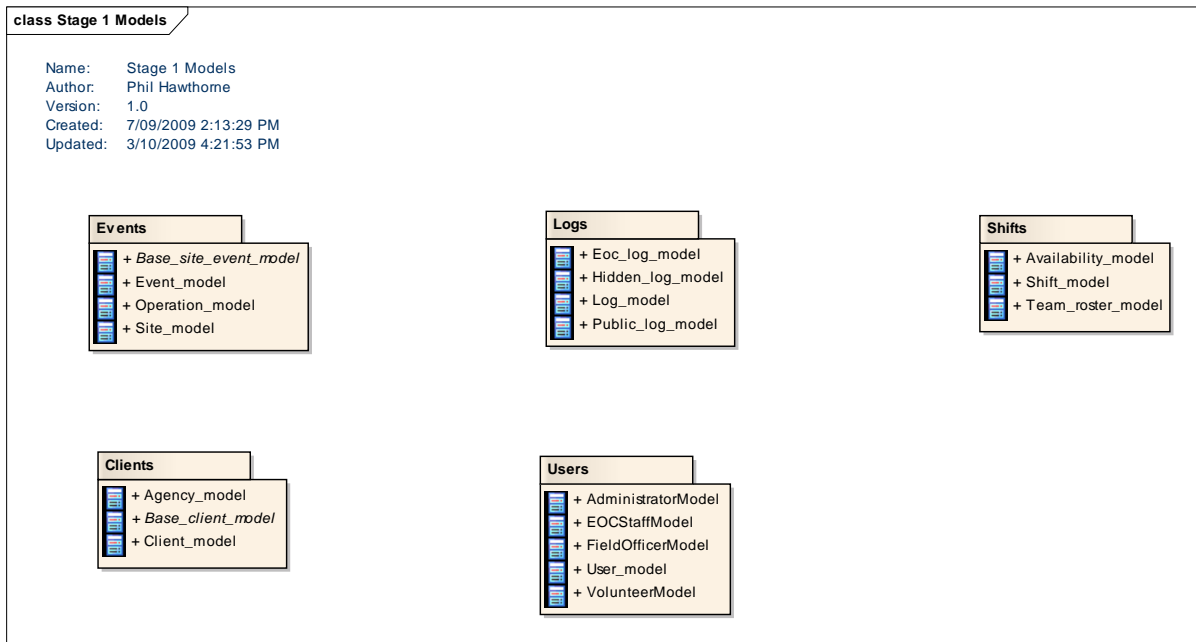 class Stage 1 Models
Name: Stage 1 Models
Author: Phil Hawthorne
Version: 1.0
Created: 7/09/2009 2:13:29 PM
Updated: 3/10/2009 4:21:53 PM
Events
+ Base_site_event_model
+ Event_model
+ Operation_model
+ Site_model
Logs
+ Eoc_log_model
+ Hidden_log_model
+ Log_model
+ Public_log_model
Shifts
+ Availability_model
+ Shift_model
+ Team_roster_model
Clients
+ Agency_model
+ Base_client_model
+ Client_model
Users
+ AdministratorModel
+ EOCStaffModel
+ FieldOfficerModel
+ User_model
+ VolunteerModel